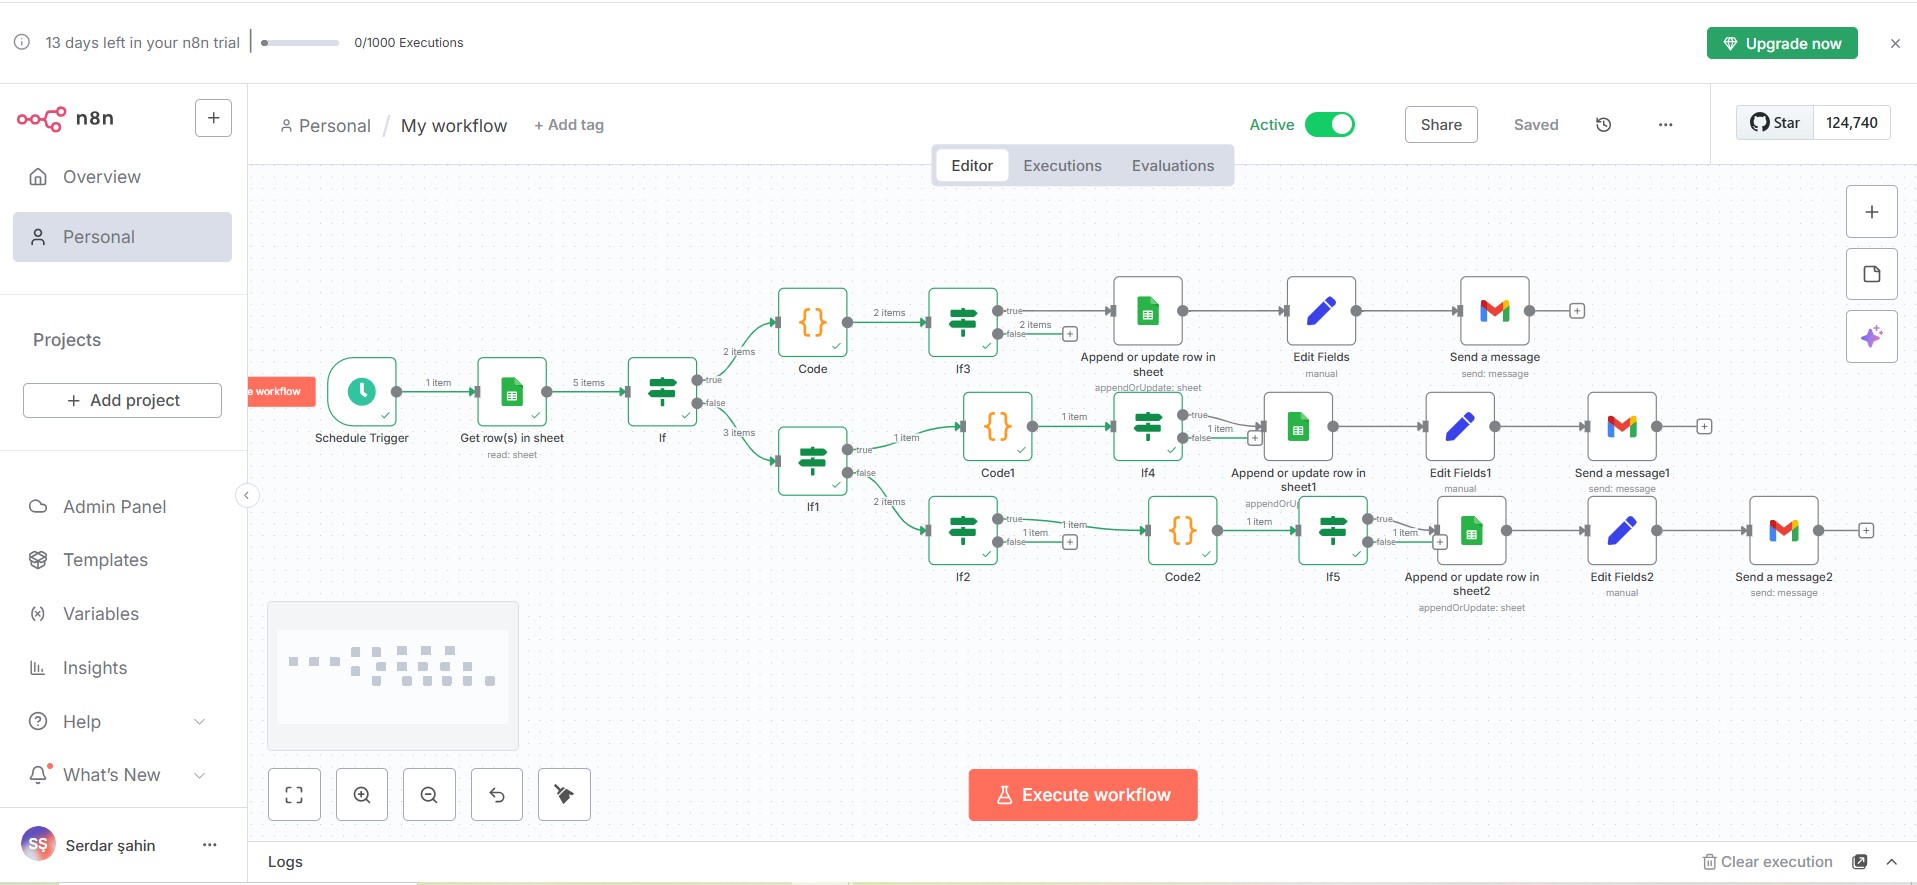 13 days left in your n8n trial
0/1000 Executions
Upgrade now
n8n
Personal / My workflow
+ Add tag
Active
Share
Saved
Star
124,740
Editor
Executions
Evaluations
Overview
Personal
Projects
+ Add project
Admin Panel
Templates
Variables
Insights
Help
What's New
SŞ
Serdar şahin
e workflow
Schedule Trigger
1 item
Get row(s) in sheet
read: sheet
5 items
If
true
false
2 items
3 items
Code
2 items
If3
true
2 items
false
Append or update row in
sheet
appendOrUpdate: sheet
Edit Fields
manual
Send a message
send: message
If1
true
false
1 item
2 items
Code1
1 item
If4
true
1 item
false
Append or update row in
sheet1
appendOrU
Edit Fields1
manual
Send a message1
send: message
If2
true
1 item
1 item
false
Code2
1 item
If5
true
1 item
false
Append or update row in
sheet2
appendOrUpdate: sheet
Edit Fields2
manual
Send a message2
send: message
Execute workflow
Logs
Clear execution